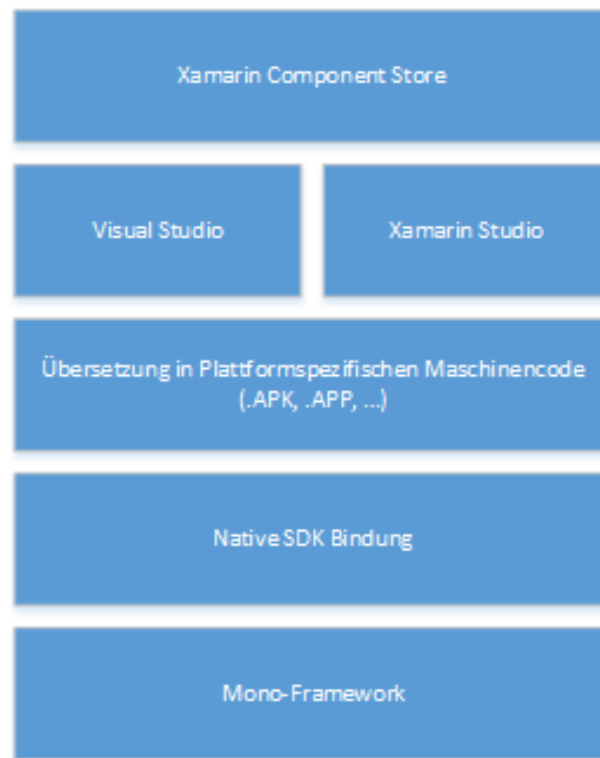 Xamarin Component Store
Visual Studio
Xamarin Studio
Übersetzung in Plattformspezifischen Maschinencode
(.APK, .APP, ...)
Native SDK Bindung
Mono-Framework